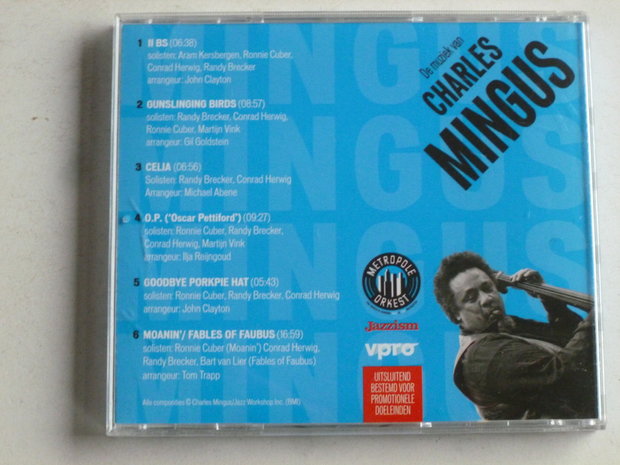 1 II BS (06:38)
solisten: Aram Kersbergen, Ronnie Cuber,
Conrad Herwig, Randy Brecker
arrangeur: John Clayton
2 GUNSLINGING BIRDS (08:57)
solisten: Randy Brecker, Conrad Herwig,
Ronnie Cuber, Martijn Vink
arrangeur: Gil Goldstein
3 CELIA (06:56)
Solisten: Randy Brecker, Conrad Herwig
Arrangeur: Michael Abene
4 O.P. ("Oscar Pettiford") (09:27)
solisten: Ronnie Cuber, Randy Brecker,
Conrad Herwig, Martijn Vink
arrangeur: Ilja Reijngoud
5 GOODBYE PORKPIE HAT (05:43)
solisten: Ronnie Cuber, Randy Brecker, Conrad Herwig
arrangeur: John Clayton
6 MOANIN'/ FABLES OF FAUBUS (16:59)
solisten: Ronnie Cuber (Moanin') Conrad Herwig,
Randy Brecker, Bart van Lier (Fables of Faubus)
arrangeur: Tom Trapp
Alle composities © Charles Mingus/Jazz Workshop Inc. (BMI)
De muziek van
CHARLES
MINGUS
METROPOLE
ORKEST
Jazzism
vpro
UITSLUITEND
BESTEMD VOOR
PROMOTIONELE
DOELEINDEN
MINGUS
MINGUS
MINGUS
MINGUS